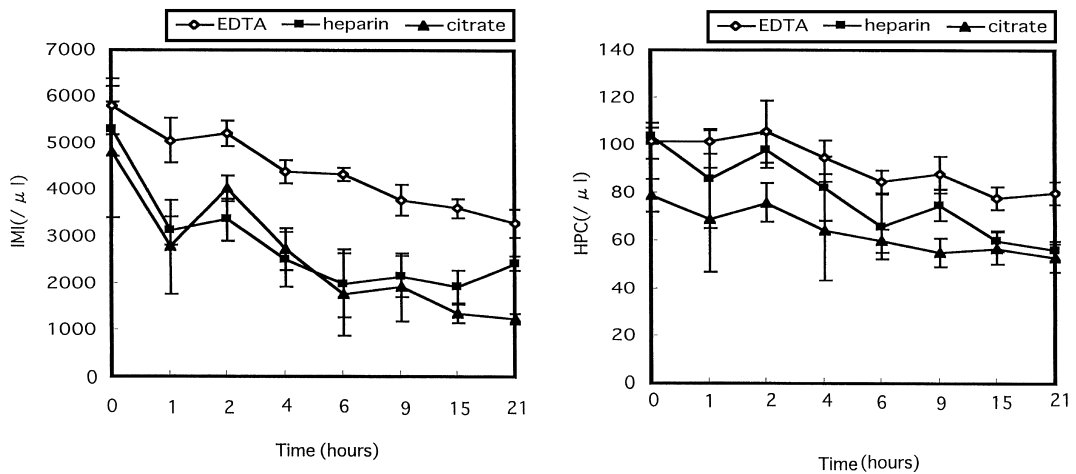 EDTA heparin citrate
7000
6000
5000
4000
3000
2000
1000
0
IMI(/μl)
0 1 2 4 6 9 15 21
Time (hours)
EDTA heparin citrate
140
120
100
80
60
40
20
0
HPC(/μl)
0 1 2 4 6 9 15 21
Time (hours)